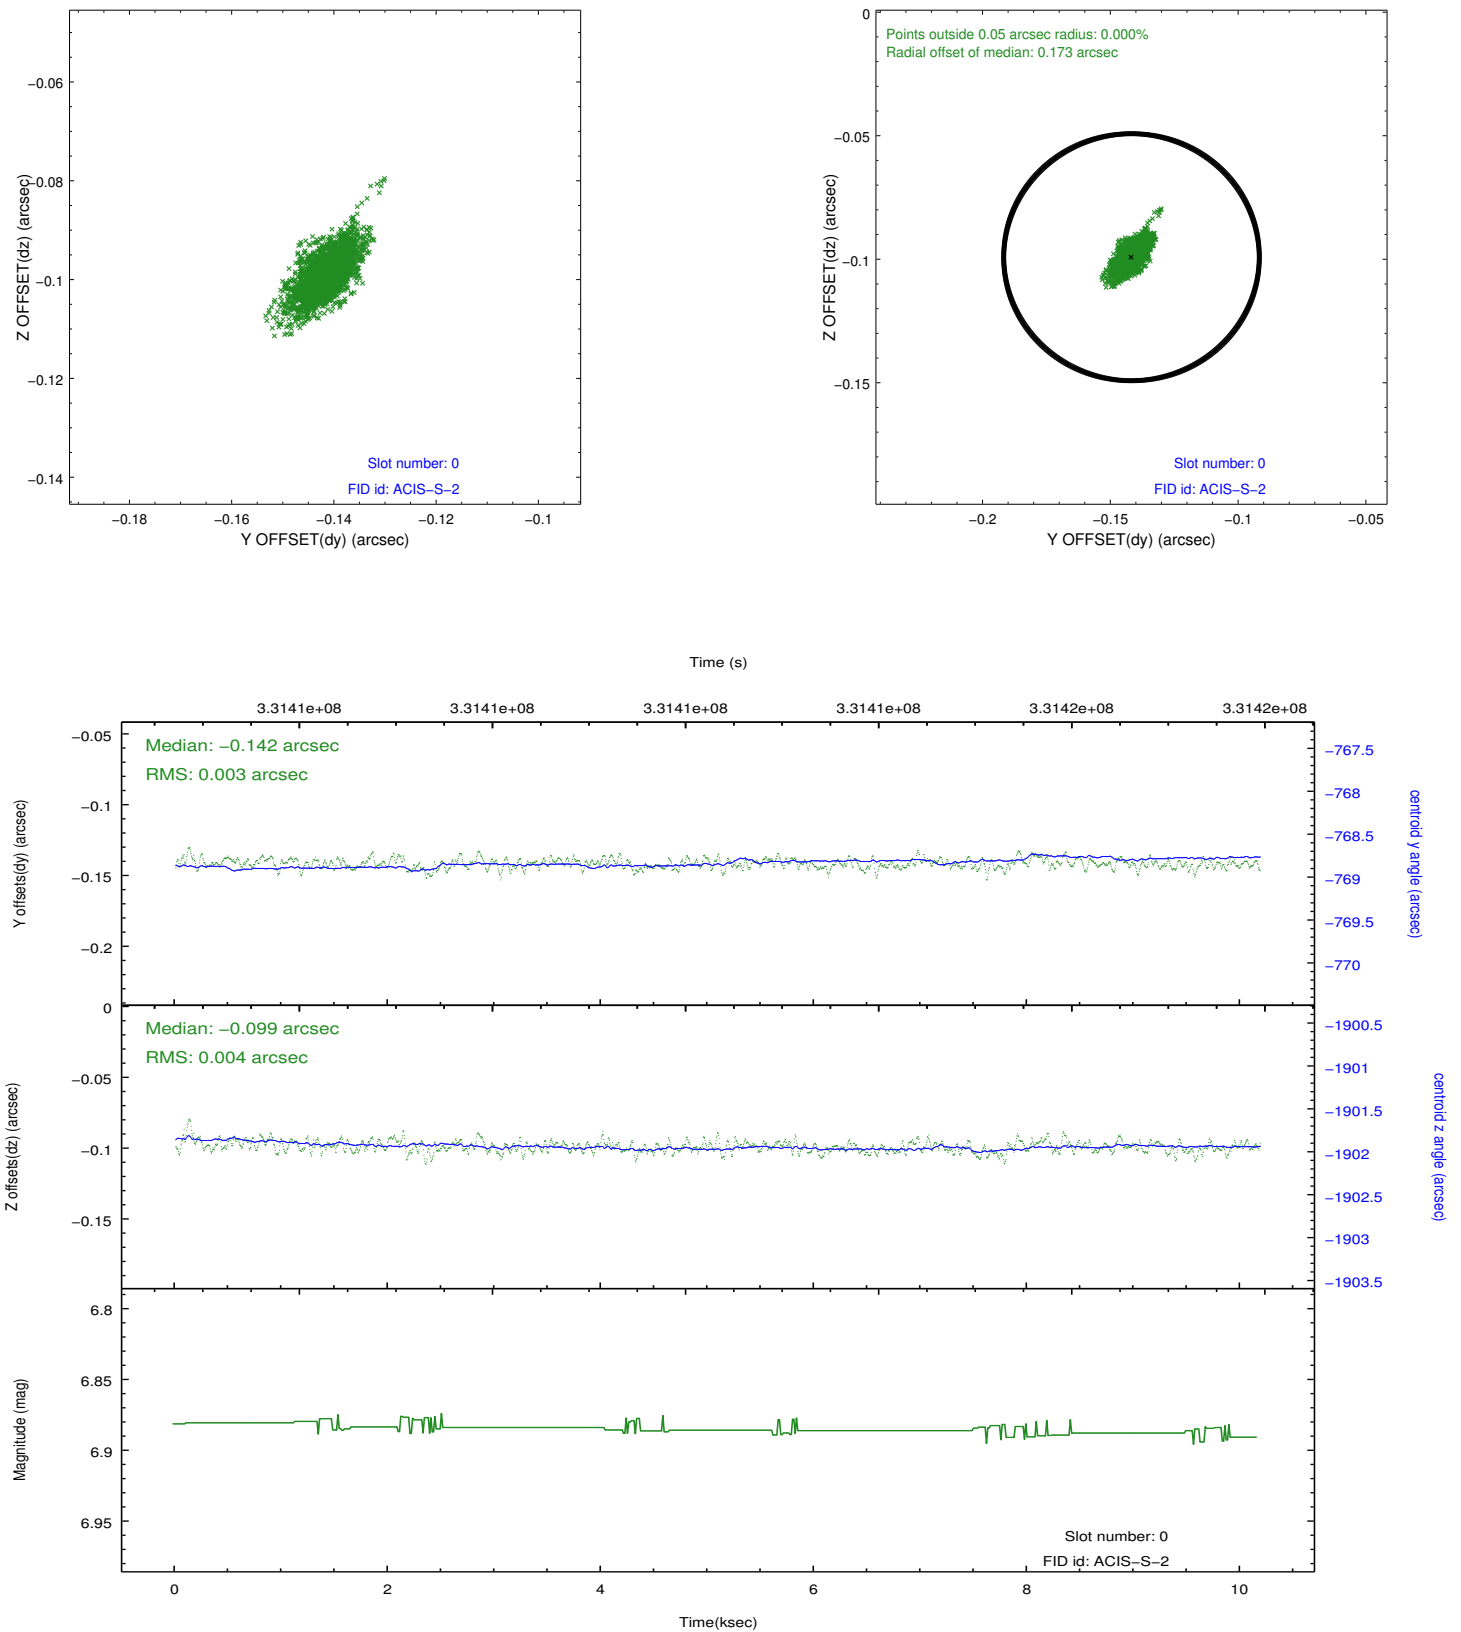 −0.06
−0.08
−0.1
−0.12
−0.14
Z OFFSET(dz) (arcsec)
−0.18
−0.16
−0.14
−0.12
−0.1
Y OFFSET(dy) (arcsec)
Slot number: 0
FID id: ACIS−S−2
Points outside 0.05 arcsec radius: 0.000%
Radial offset of median: 0.173 arcsec
0
−0.05
−0.1
−0.15
Z OFFSET(dz) (arcsec)
−0.2
−0.15
−0.1
−0.05
Y OFFSET(dy) (arcsec)
Slot number: 0
FID id: ACIS−S−2
Time (s)
3.3141e+08
3.3141e+08
3.3141e+08
3.3141e+08
3.3142e+08
3.3142e+08
Median: −0.142 arcsec
RMS: 0.003 arcsec
−0.05
−0.1
−0.15
−0.2
Y offsets(dy) (arcsec)
−767.5
−768
−768.5
−769
−769.5
−770
centroid y angle (arcsec)
Median: −0.099 arcsec
RMS: 0.004 arcsec
0
−0.05
−0.1
−0.15
Z offsets(dz) (arcsec)
−1900.5
−1901
−1901.5
−1902
−1902.5
−1903
−1903.5
centroid z angle (arcsec)
6.8
6.85
6.9
6.95
Magnitude (mag)
Slot number: 0
FID id: ACIS−S−2
0
2
4
6
8
10
Time(ksec)